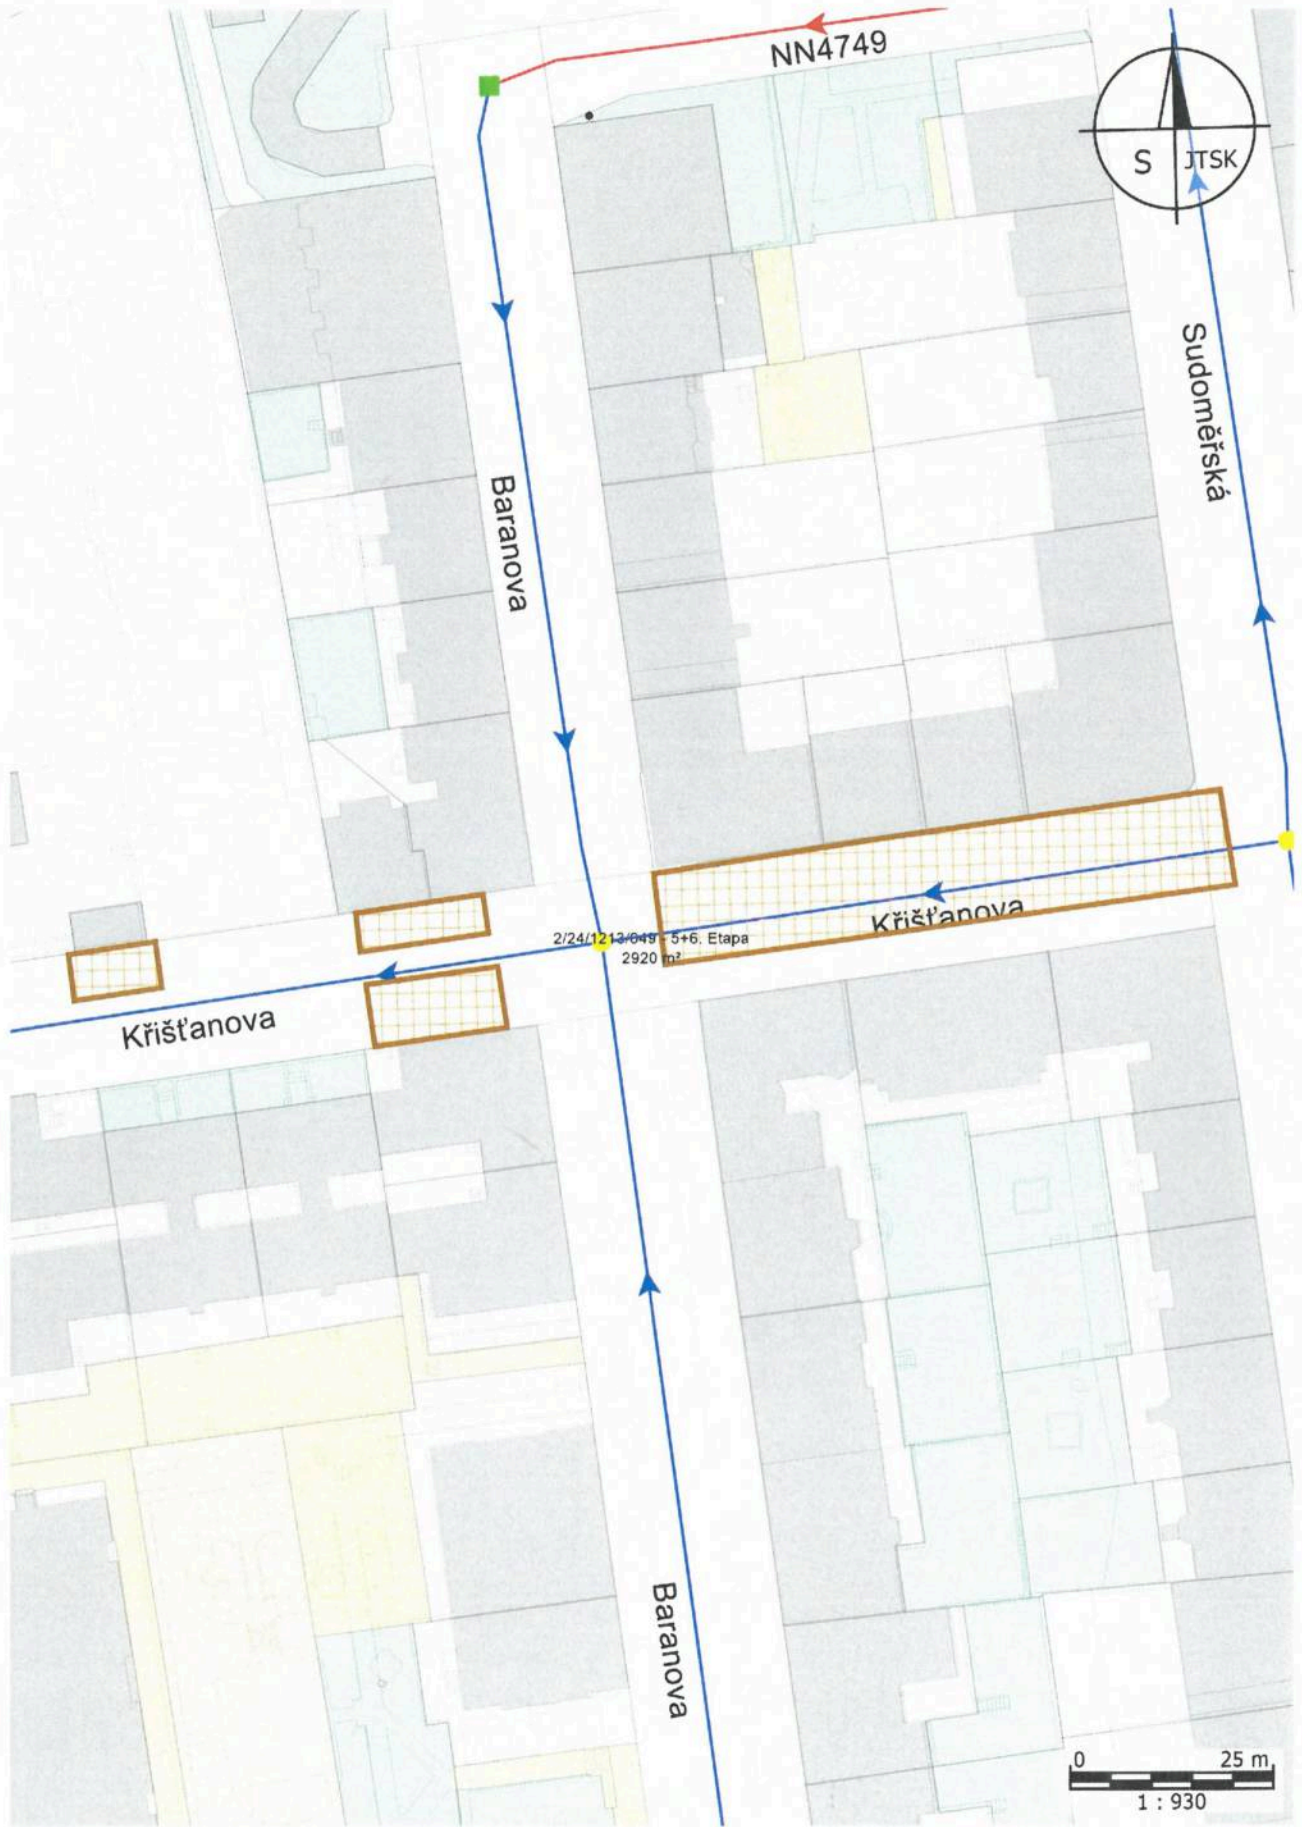 NN4749
S JTSK
Sudoměřská
Baranova
Křišťanova
2/24/1213/049 - 5+6. Etapa
2920 m²
Křišťanova
Baranova
0 25 m
1 : 930